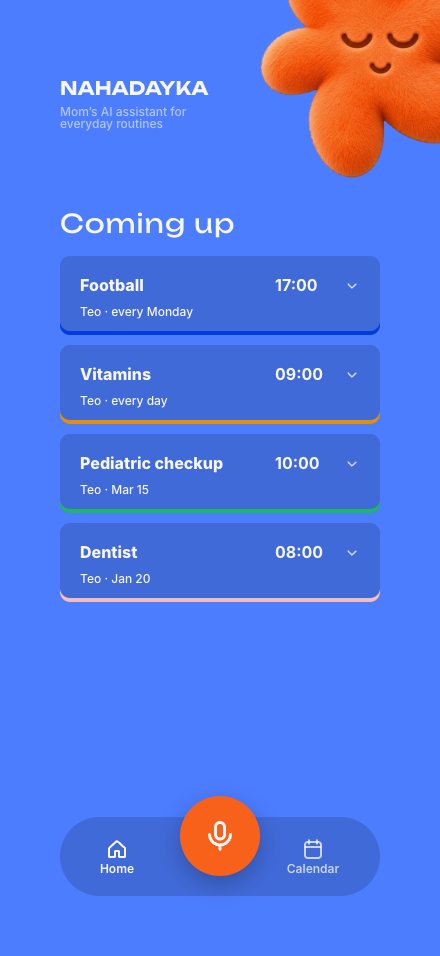 NAHADAYKA
Mom's AI assistant for
everyday routines
Coming up
Football 17:00
Teo · every Monday
Vitamins 09:00
Teo · every day
Pediatric checkup 10:00
Teo · Mar 15
Dentist 08:00
Teo · Jan 20
Home Calendar